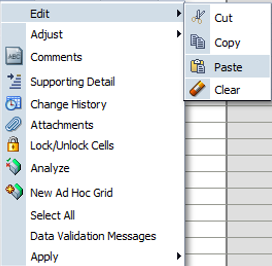 Edit
Adjust
Comments
Supporting Detail
Change History
Attachments
Lock/Unlock Cells
Analyze
New Ad Hoc Grid
Select All
Data Validation Messages
Apply
Cut
Copy
Paste
Clear